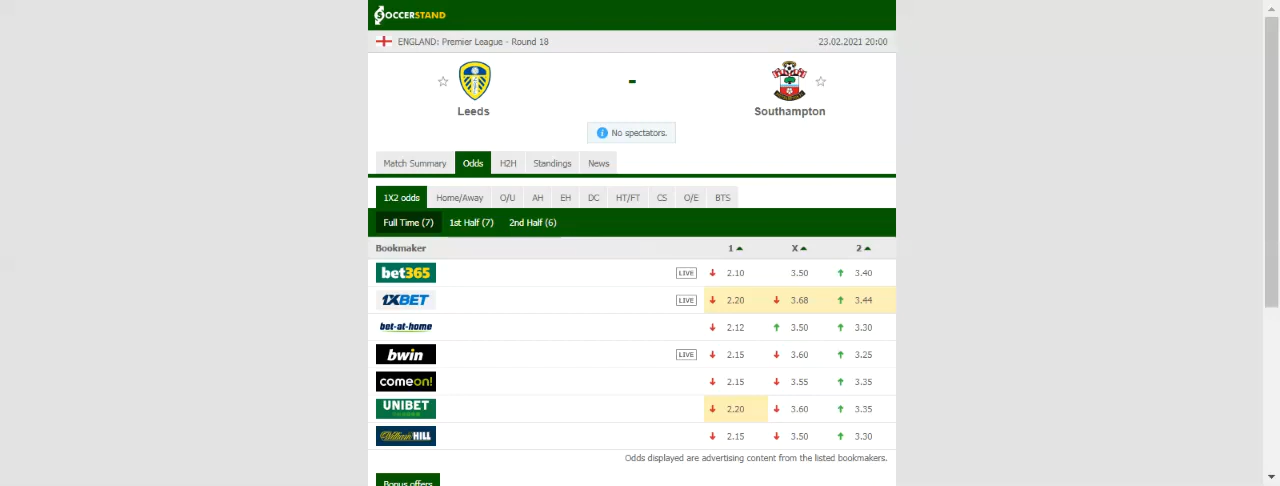 SOCCERSTAND
ENGLAND: Premier League - Round 18 23.02.2021 20:00
-
Leeds Southampton
No spectators.
Match Summary Odds H2H Standings News
1X2 odds Home/Away O/U AH EH DC HT/FT CS O/E BTS
Full Time (7) 1st Half (7) 2nd Half (6)
Bookmaker 1 X 2
bet365 LIVE 2.10 3.50 3.40
1XBET LIVE 2.20 3.68 3.44
bet-at-home 2.12 3.50 3.30
bwin LIVE 2.15 3.60 3.25
comeon! 2.15 3.55 3.35
UNIBET 2.20 3.60 3.35
William HILL 2.15 3.50 3.30
Odds displayed are advertising content from the listed bookmakers.
Bonus offers